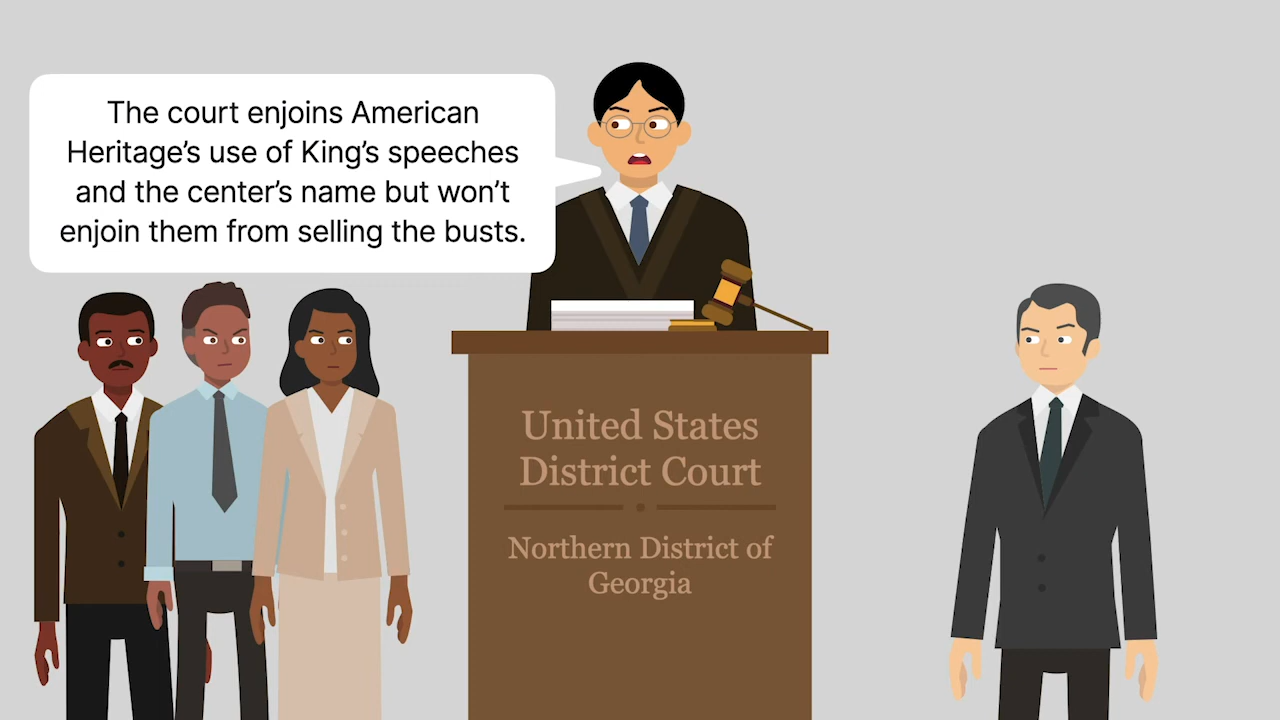 The court enjoins American
Heritage’s use of King’s speeches
and the center’s name but won’t
enjoin them from selling the busts.
United States
District Court
Northern District of
Georgia